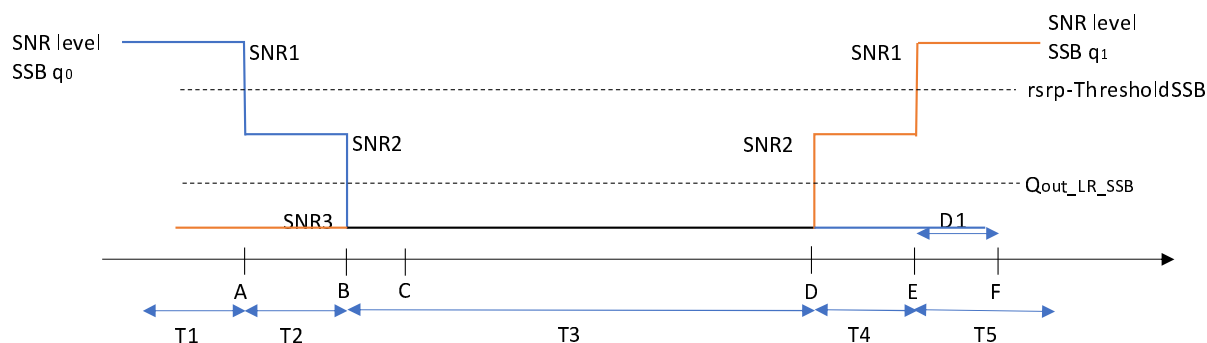 SNR level
SSB q0
SNR1
SNR1
SNR level
SSB q1
rsrp-ThresholdSSB
SNR2
SNR2
Qout_LR_SSB
SNR3
D1
A
B
C
D
E
F
T1
T2
T3
T4
T5